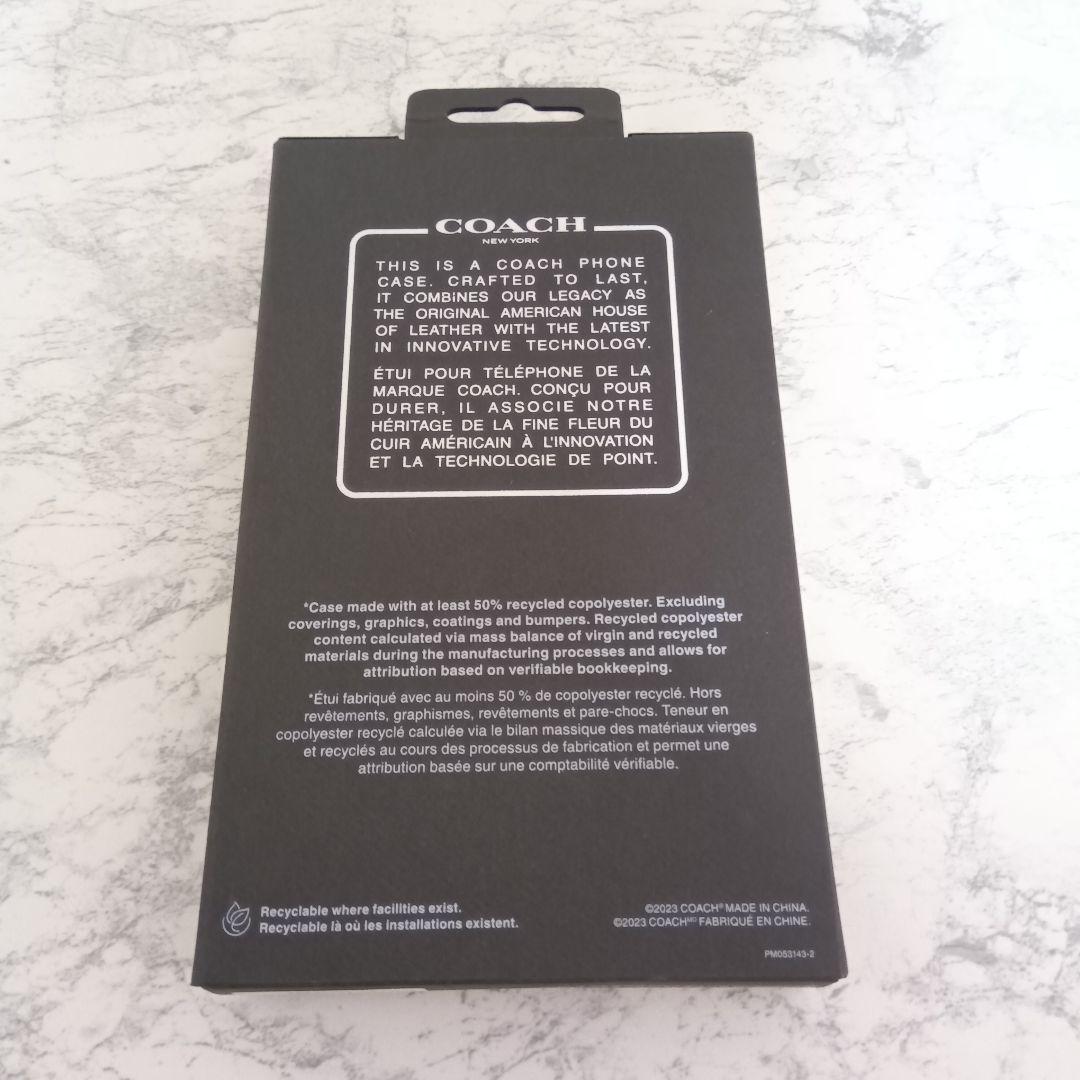 COACH
NEW YORK
THIS IS A COACH PHONE
CASE. CRAFTED TO LAST,
IT COMBINES OUR LEGACY AS
THE ORIGINAL AMERICAN HOUSE
OF LEATHER WITH THE LATEST
IN INNOVATIVE TECHNOLOGY.
ÉTUI POUR TÉLÉPHONE DE LA
MARQUE COACH. CONÇU POUR
DURER, IL ASSOCIE NOTRE
HÉRITAGE DE LA FINE FLEUR DU
CUIR AMÉRICAIN À L'INNOVATION
ET LA TECHNOLOGIE DE POINT.
*Case made with at least 50% recycled copolyester. Excluding
coverings, graphics, coatings and bumpers. Recycled copolyester
content calculated via mass balance of virgin and recycled
materials during the manufacturing processes and allows for
attribution based on verifiable bookkeeping.
*Étui fabriqué avec au moins 50 % de copolyester recyclé. Hors
revêtements, graphismes, revêtements et pare-chocs. Teneur en
copolyester recyclé calculée via le bilan massique des matériaux vierges
et recyclés au cours des processus de fabrication et permet une
attribution basée sur une comptabilité vérifiable.
Recyclable where facilities exist.
Recyclable là où les installations existent.
©2023 COACH® MADE IN CHINA.
©2023 COACHᴹᴰ FABRIQUÉ EN CHINE.
PM053143-2